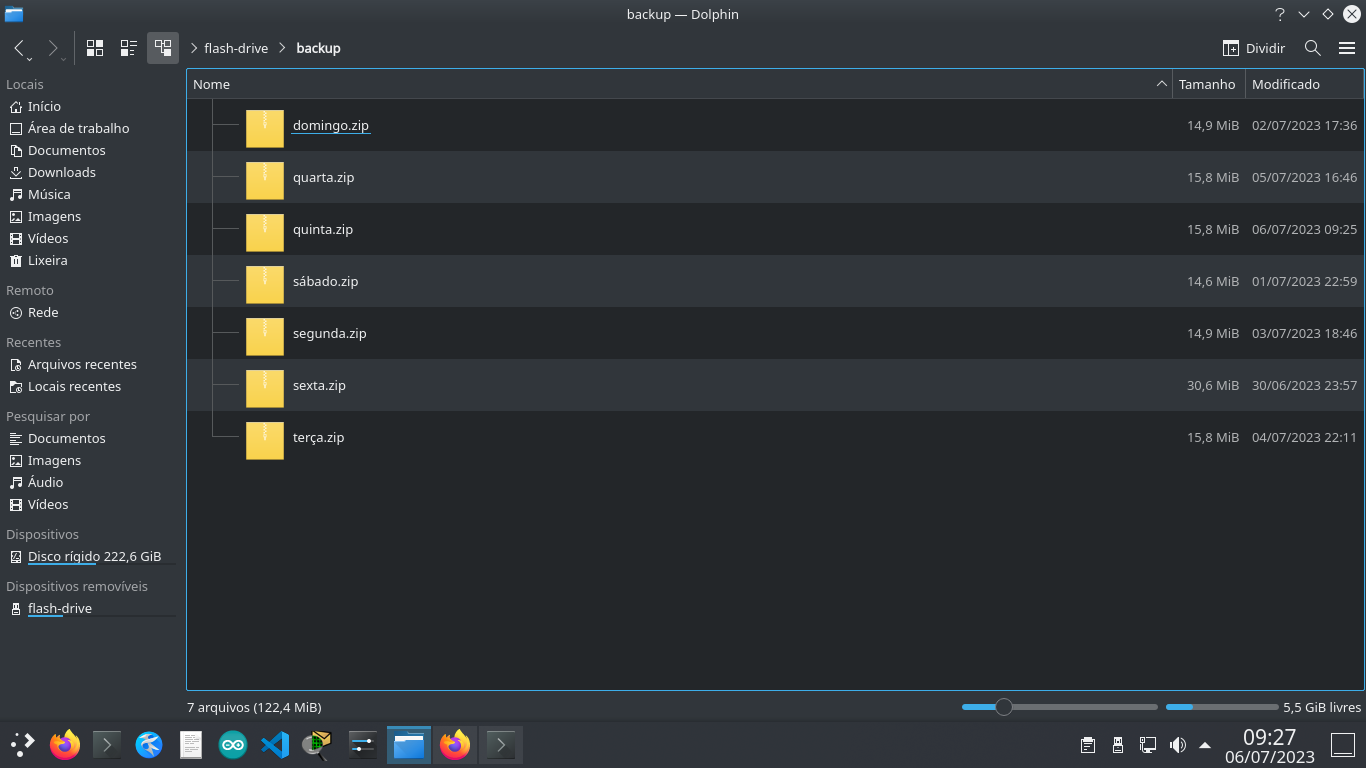 backup — Dolphin
flash-drive backup Dividir
Locais
Início
Área de trabalho
Documentos
Downloads
Música
Imagens
Vídeos
Lixeira
Remoto
Rede
Recentes
Arquivos recentes
Locais recentes
Pesquisar por
Documentos
Imagens
Áudio
Vídeos
Dispositivos
Disco rígido 222,6 GiB
Dispositivos removíveis
flash-drive
Nome Tamanho Modificado
domingo.zip 14,9 MiB 02/07/2023 17:36
quarta.zip 15,8 MiB 05/07/2023 16:46
quinta.zip 15,8 MiB 06/07/2023 09:25
sábado.zip 14,6 MiB 01/07/2023 22:59
segunda.zip 14,9 MiB 03/07/2023 18:46
sexta.zip 30,6 MiB 30/06/2023 23:57
terça.zip 15,8 MiB 04/07/2023 22:11
7 arquivos (122,4 MiB) 5,5 GiB livres
09:27
06/07/2023